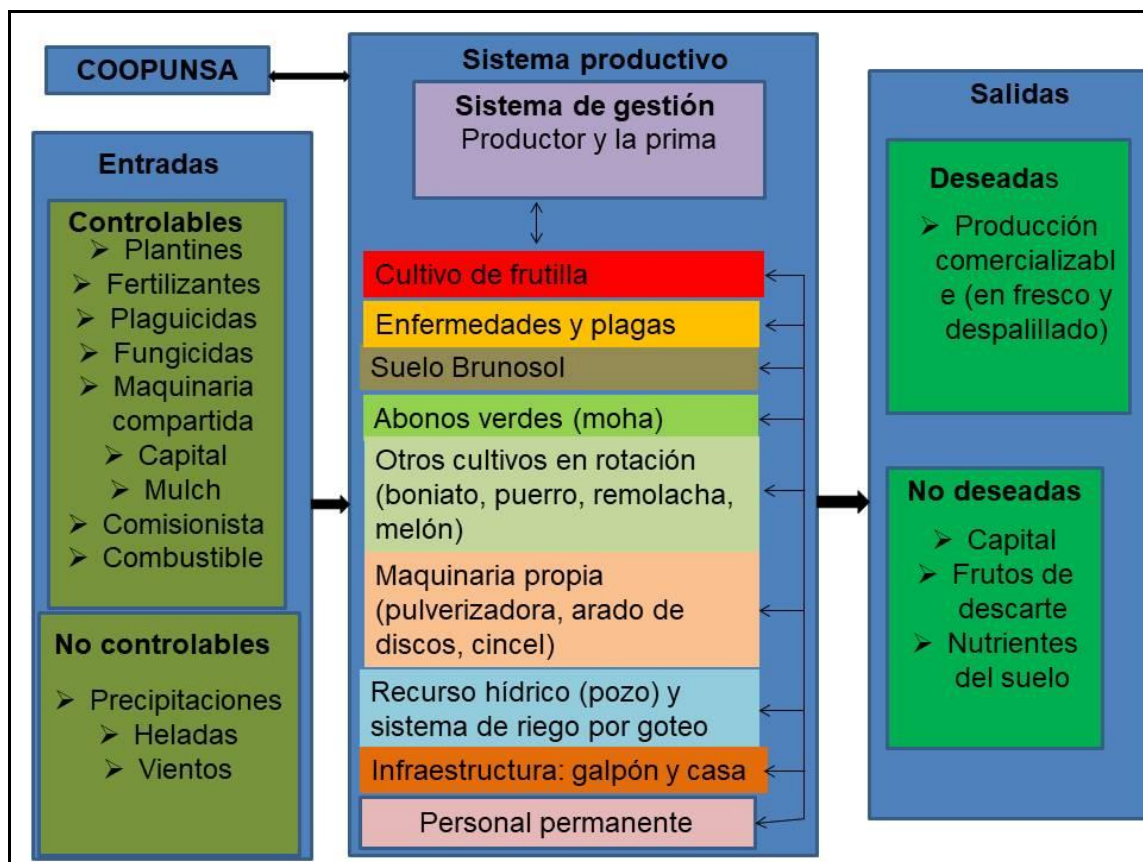 COOPUNSA
Entradas
Controlables
➢ Plantines
➢ Fertilizantes
➢ Plaguicidas
➢ Fungicidas
➢ Maquinaria
compartida
➢ Capital
➢ Mulch
➢ Comisionista
➢ Combustible
No controlables
➢ Precipitaciones
➢ Heladas
➢ Vientos
Sistema productivo
Sistema de gestión
Productor y la prima
Cultivo de frutilla
Enfermedades y plagas
Suelo Brunosol
Abonos verdes (moha)
Otros cultivos en rotación
(boniato, puerro, remolacha,
melón)
Maquinaria propia
(pulverizadora, arado de
discos, cincel)
Recurso hídrico (pozo) y
sistema de riego por goteo
Infraestructura: galpón y casa
Personal permanente
Salidas
Deseadas
➢ Producción
comercializabl
e (en fresco y
despalillado)
No deseadas
➢ Capital
➢ Frutos de
descarte
➢ Nutrientes
del suelo